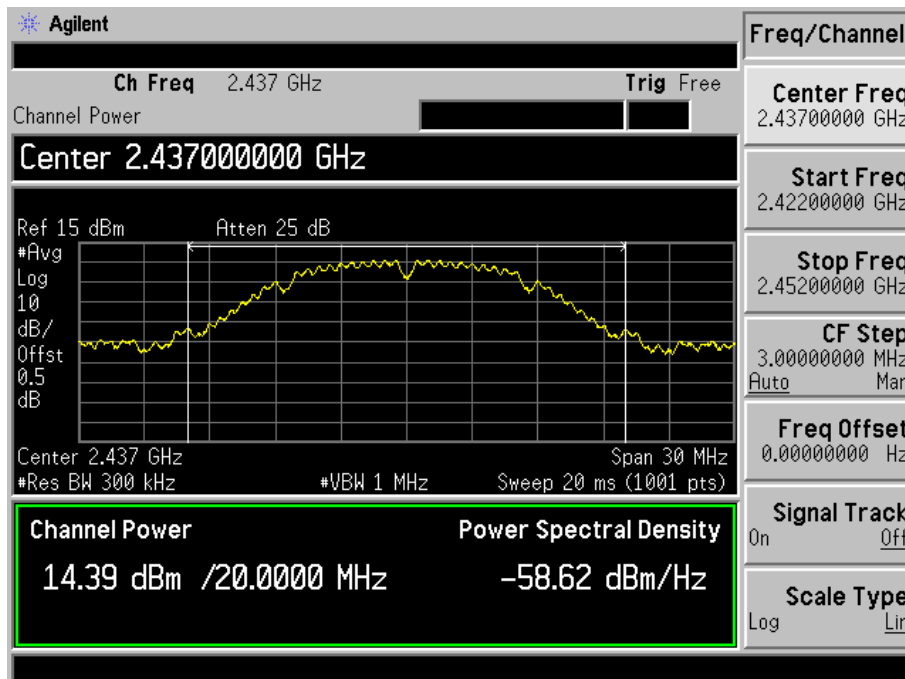 Agilent
Freq/Channel
Ch Freq 2.437 GHz Trig Free
Channel Power
Center 2.437000000 GHz
Ref 15 dBm Atten 25 dB
#Avg
Log
10
dB/
Offst
0.5
dB
Center 2.437 GHz Span 30 MHz
#Res BW 300 kHz #VBW 1 MHz Sweep 20 ms (1001 pts)
Channel Power Power Spectral Density
14.39 dBm /20.0000 MHz -58.62 dBm/Hz
Center Freq
2.43700000 GHz
Start Freq
2.42200000 GHz
Stop Freq
2.45200000 GHz
CF Step
3.00000000 MHz
Auto Man
Freq Offset
0.00000000 Hz
Signal Track
On Off
Scale Type
Log Lin